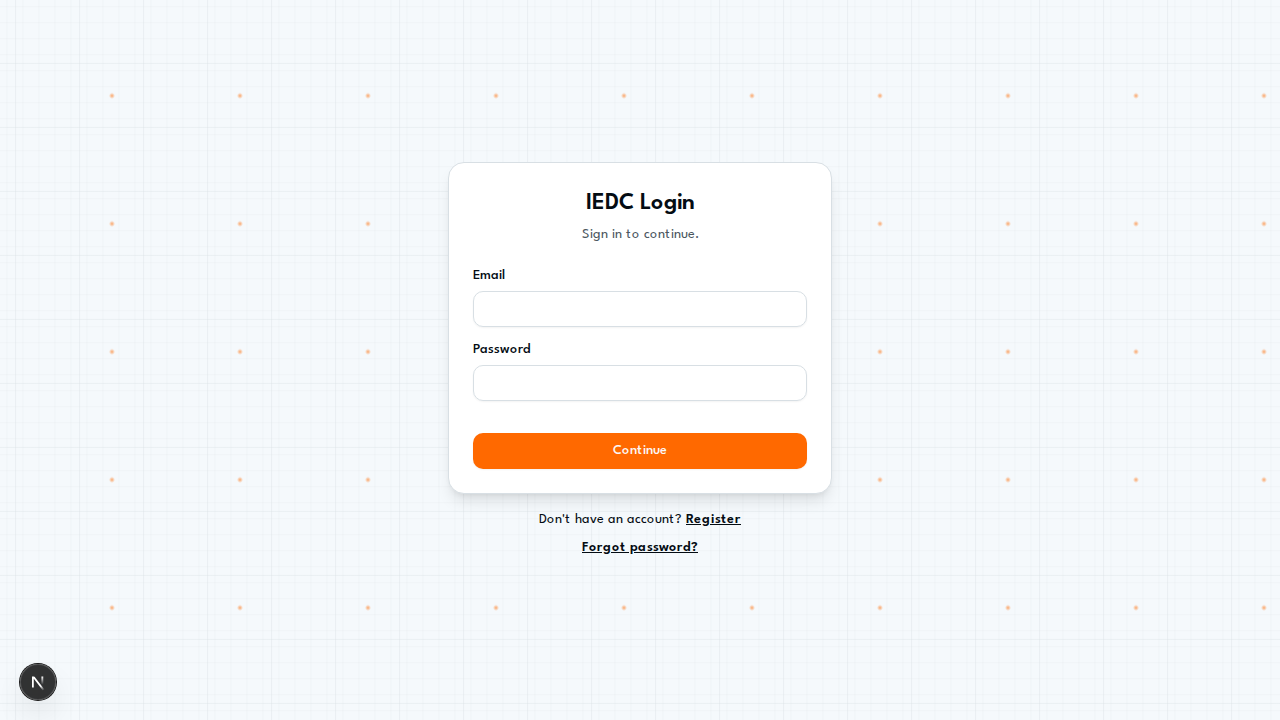 IEDC Login
Sign in to continue.
Email
Password
Continue
Don't have an account? Register
Forgot password?
N